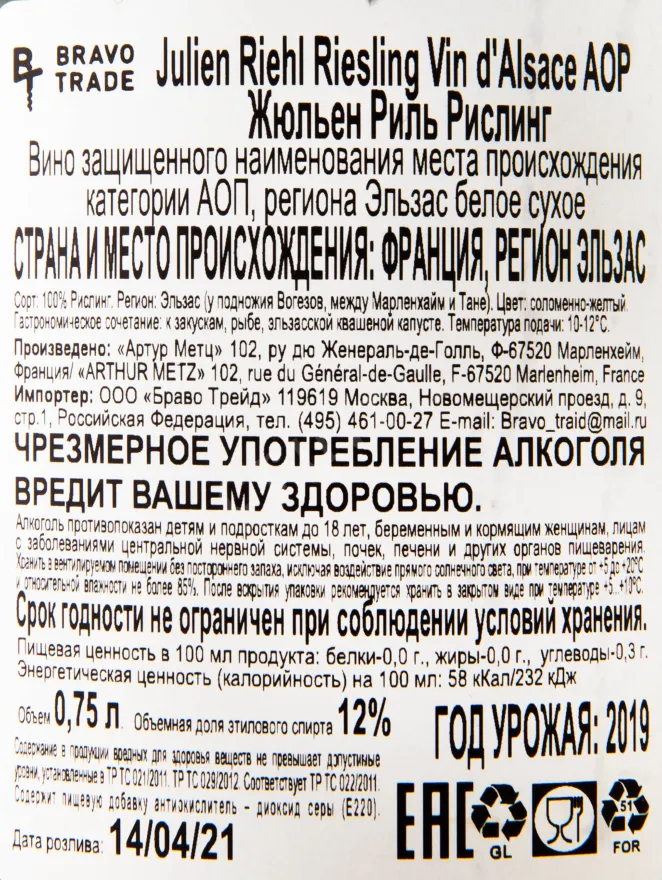 BRAVO TRADE
Julien Riehl Riesling Vin d'Alsace AOP
Жюльен Риль Рислинг
Вино защищенного наименования места происхождения
категории АОП, региона Эльзас белое сухое
СТРАНА И МЕСТО ПРОИСХОЖДЕНИЯ: ФРАНЦИЯ, РЕГИОН ЭЛЬЗАС
Сорт: 100% Рислинг. Регион: Эльзас (у подножия Вогезов, между Марленхайм и Тане). Цвет: соломенно-желтый.
Гастрономическое сочетание: к закускам, рыбе, эльзасской квашеной капусте. Температура подачи: 10-12°C.
Произведено: «Артур Метц» 102, ру дю Женераль-де-Голль, Ф-67520 Марленхейм,
Франция/ «ARTHUR METZ» 102, rue du Général-de-Gaulle, F-67520 Marlenheim, France
Импортер: ООО «Браво Трейд» 119619 Москва, Новомещерский проезд, д. 9,
стр.1, Российская Федерация, тел. (495) 461-00-27 E-mail: Bravo_traid@mail.ru
ЧРЕЗМЕРНОЕ УПОТРЕБЛЕНИЕ АЛКОГОЛЯ
ВРЕДИТ ВАШЕМУ ЗДОРОВЬЮ.
Алкоголь противопоказан детям и подросткам до 18 лет, беременным и кормящим женщинам, лицам
с заболеваниями центральной нервной системы, почек, печени и других органов пищеварения.
Хранить в вентилируемом помещении без постороннего запаха, исключая воздействие прямого солнечного света, при температуре от +5 до +20°C
и относительной влажности не более 85%. После вскрытия упаковки рекомендуется хранить в закрытом виде при температуре +5...+10°C.
Срок годности не ограничен при соблюдении условий хранения.
Пищевая ценность в 100 мл продукта: белки-0,0 г., жиры-0,0 г., углеводы-0,3 г.
Энергетическая ценность (калорийность) на 100 мл: 58 кКал/232 кДж
Объем 0,75 л. Объемная доля этилового спирта 12%
ГОД УРОЖАЯ: 2019
Содержание в продукции вредных для здоровья веществ не превышает допустимые
уровни, установленные в ТР ТС 021/2011. ТР ТС 029/2012. Соответствует ТР ТС 022/2011.
Содержит пищевую добавку антиокислитель - диоксид серы (E220).
Дата розлива: 14/04/21
EAC
GL
51
FOR